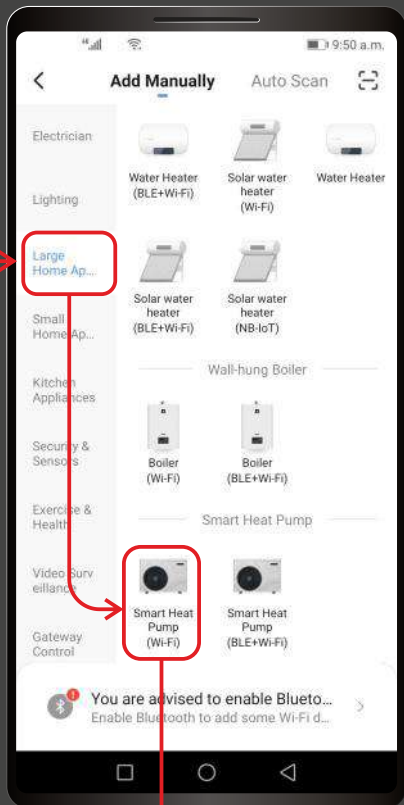 9:50 a.m.
Add Manually
Auto Scan
Electrician
Lighting
Large
Home Ap...
Small
Home Ap...
Kitchen
Appliances
Security &
Sensors
Exercise &
Health
Video Surv
eillance
Gateway
Control
Water Heater
(BLE+Wi-Fi)
Solar water
heater
(Wi-Fi)
Water Heater
Solar water
heater
(BLE+Wi-Fi)
Solar water
heater
(NB-IoT)
Wall-hung Boiler
Boiler
(Wi-Fi)
Boiler
(BLE+Wi-Fi)
Smart Heat Pump
Smart Heat
Pump
(Wi-Fi)
Smart Heat
Pump
(BLE+Wi-Fi)
You are advised to enable Blueto...
Enable Bluetooth to add some Wi-Fi d...